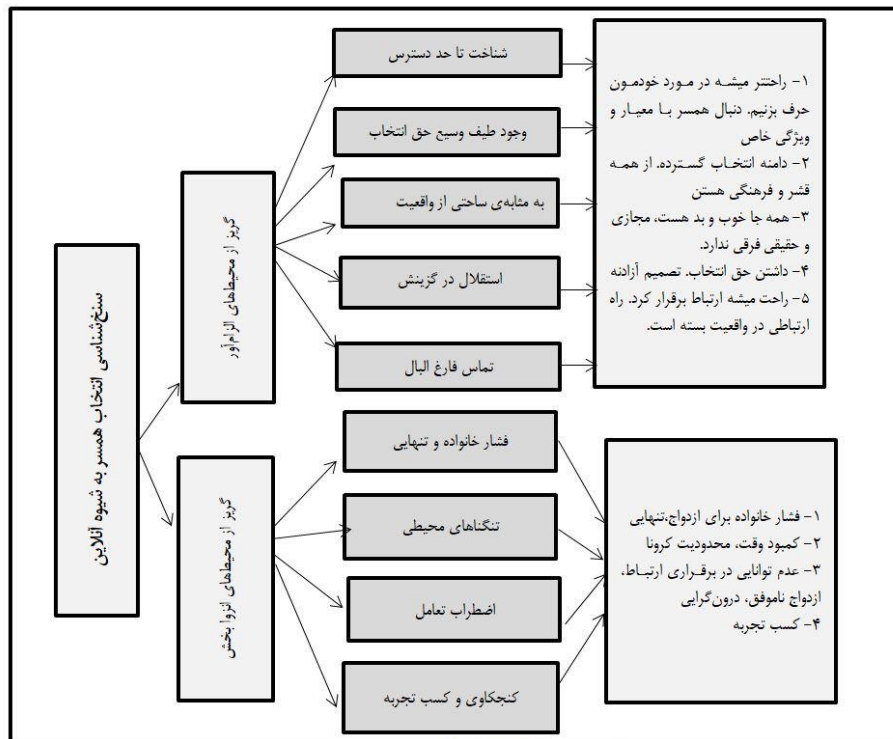 سنخ‌شناسی انتخاب همسر به شیوه آنلاین
گریز از محیط‌های الزام‌آور
شناخت تا حد دسترس
وجود طیف وسیع حق انتخاب
به مثابه‌ی ساحتی از واقعیت
استقلال در گزینش
تماس فارغ البال
۱- راحتتر میشه در مورد خودمون
حرف بزنیم. دنبال همسر با معیار و
ویژگی خاص
۲- دامنه انتخاب گسترده. از همه
قشر و فرهنگی هستن
۳- همه جا خوب و بد هست، مجازی
و حقیقی فرقی ندارد.
۴- داشتن حق انتخاب. تصمیم آزادنه
۵- راحت میشه ارتباط برقرار کرد. راه
ارتباطی در واقعیت بسته است.
گریز از محیط‌های انزوا بخش
فشار خانواده و تنهایی
تنگناهای محیطی
اضطراب تعامل
کنجکاوی و کسب تجربه
۱- فشار خانواده برای ازدواج،تنهایی
۲- کمبود وقت، محدودیت کرونا
۳- عدم توانایی در برقراری ارتباط،
ازدواج ناموفق، درون‌گرایی
۴- کسب تجربه